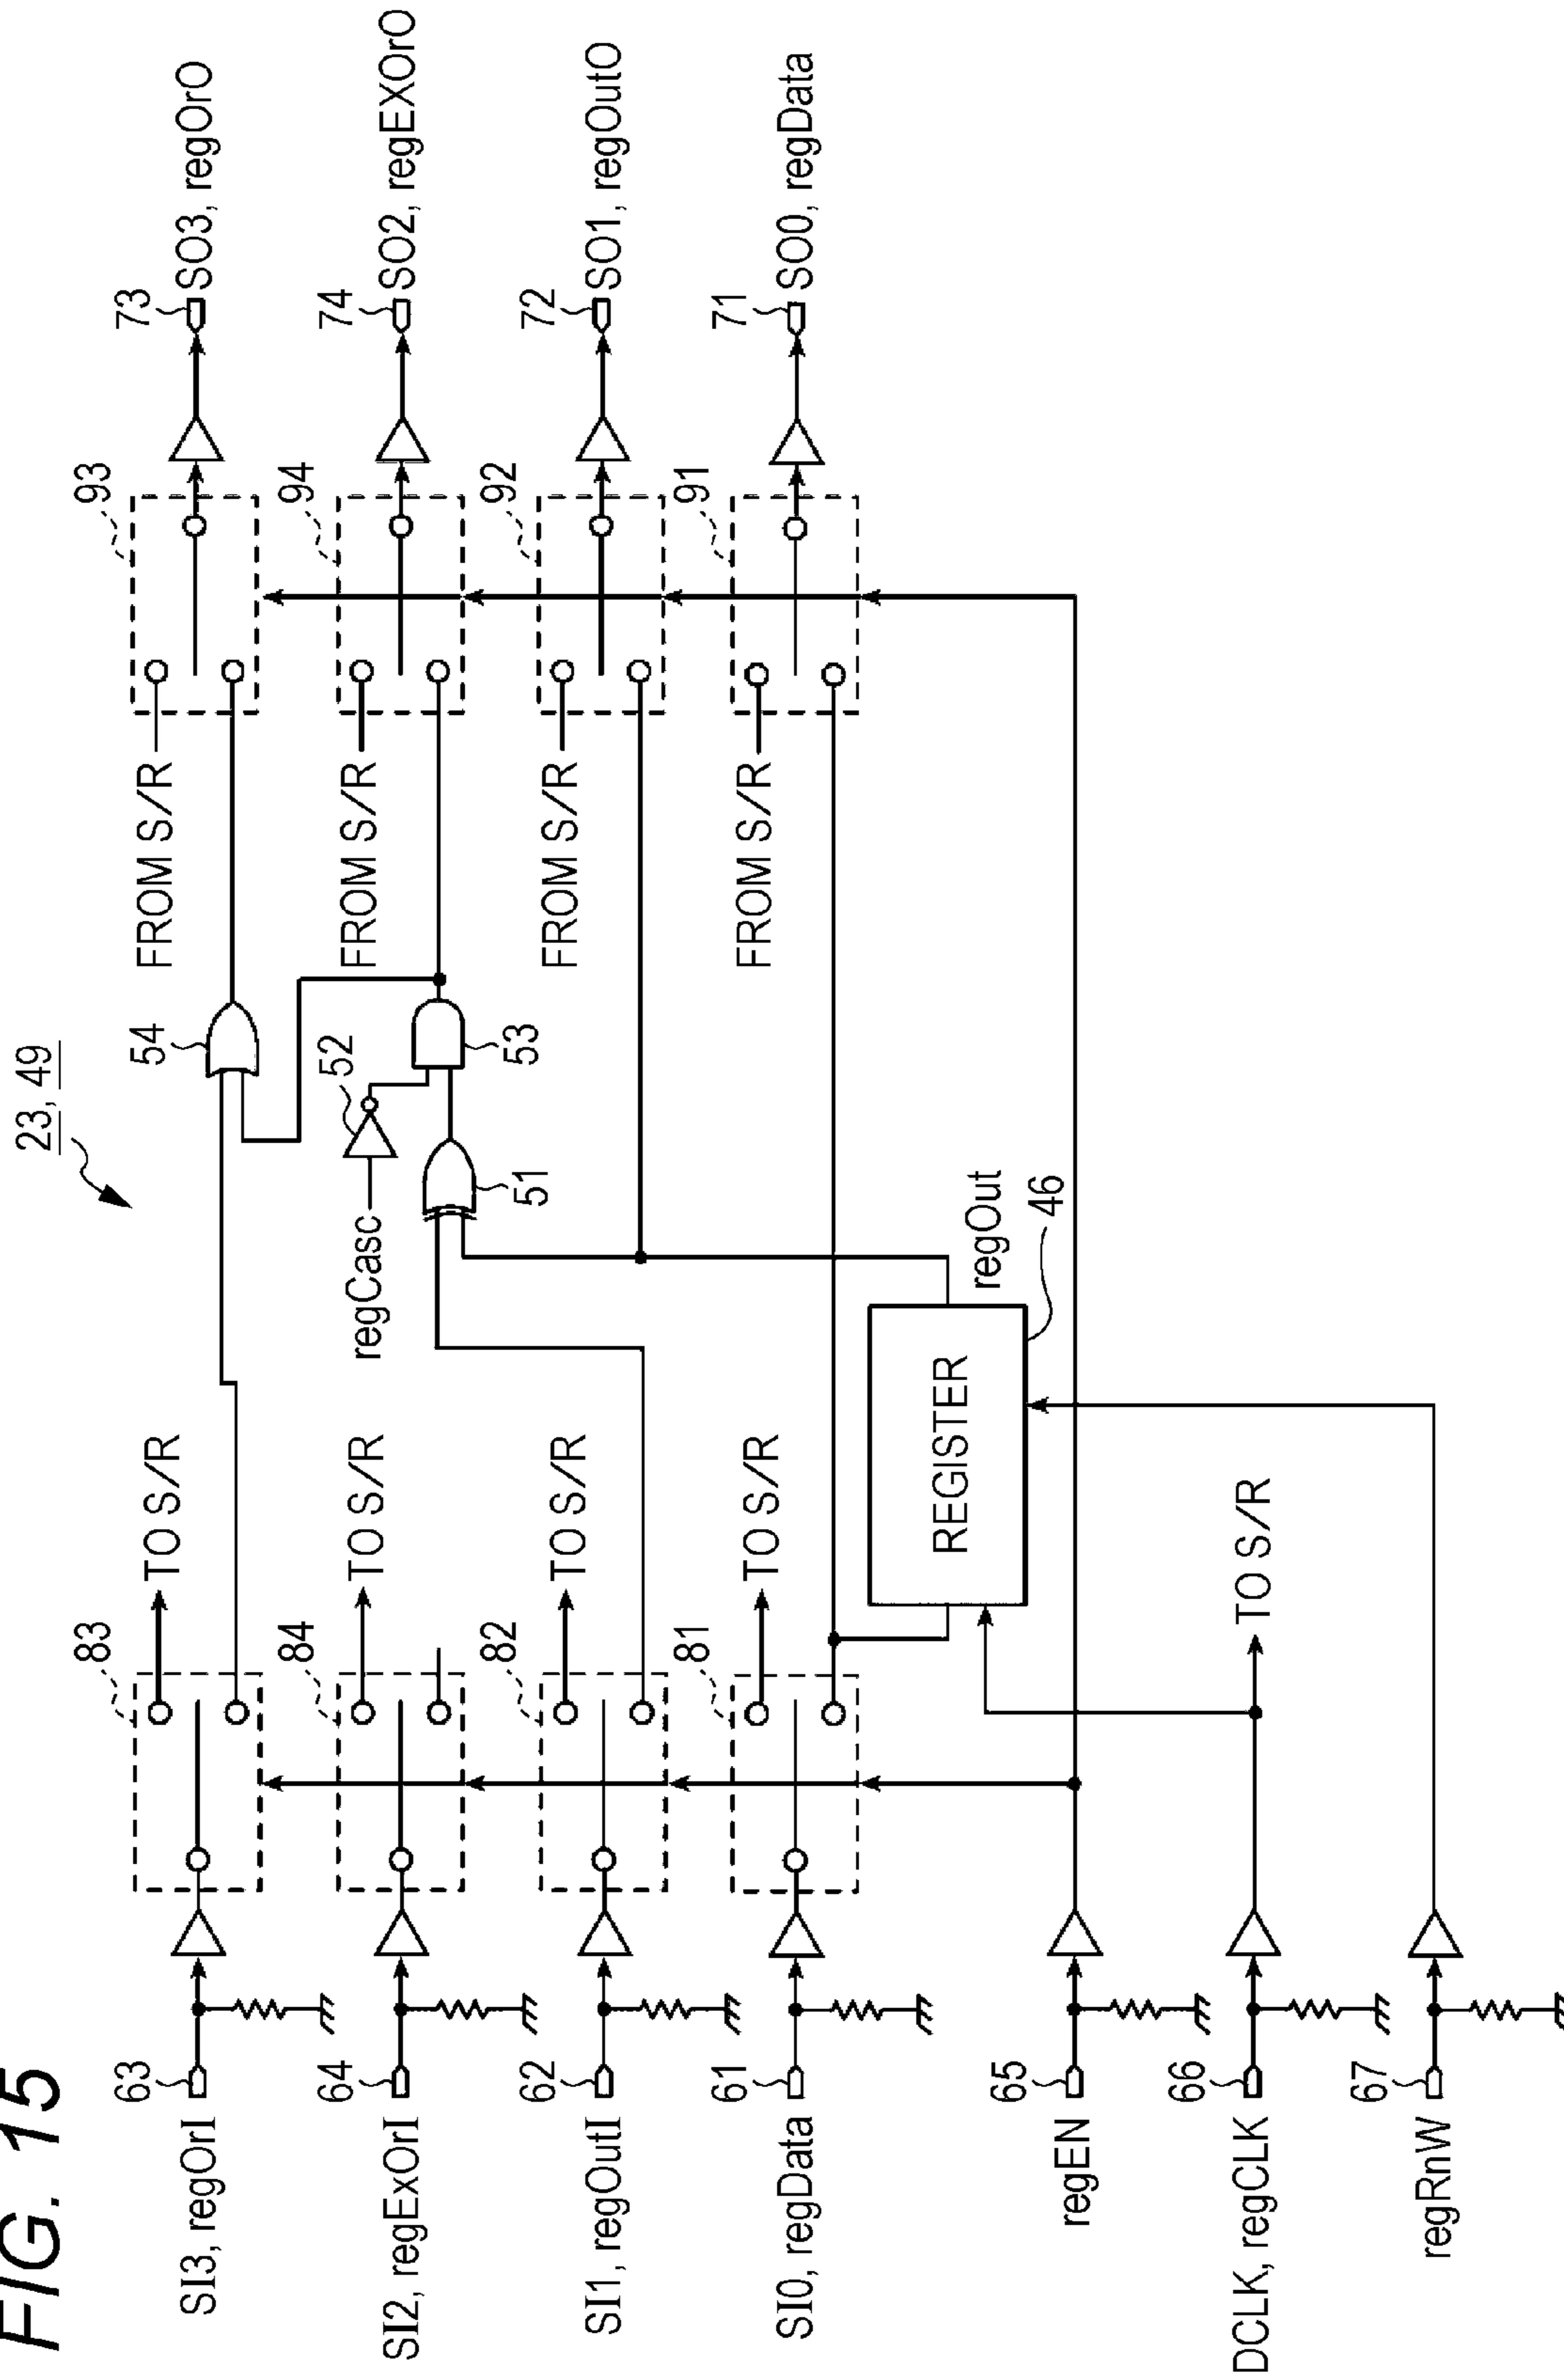 FIG. 15
23, 49
63
SI3, regOrI
83
TO S/R
54
FROM S/R
93
73
SO3, regOrO
64
SI2, regExOrI
84
TO S/R
regCasc
52
53
51
FROM S/R
94
74
SO2, regEXOrO
62
SI1, regOutI
82
TO S/R
FROM S/R
92
72
SO1, regOutO
61
SI0, regData
81
TO S/R
FROM S/R
91
71
SO0, regData
REGISTER
regOut
46
65
regEN
66
DCLK, regCLK
TO S/R
67
regRnW